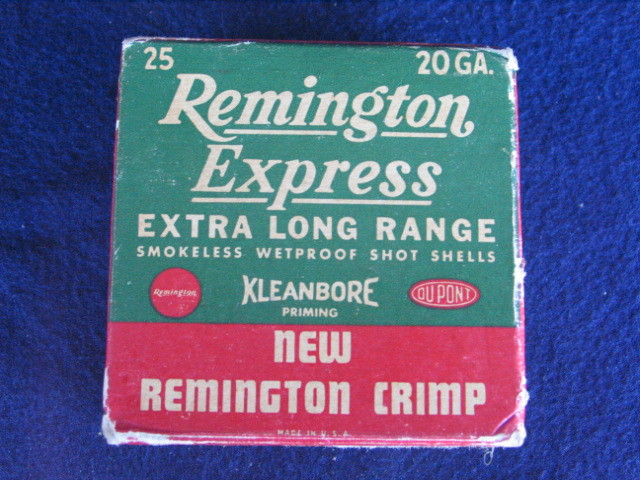 25 20 GA.
Remington
Express
EXTRA LONG RANGE
SMOKELESS WETPROOF SHOT SHELLS
Remington
KLEANBORE
PRIMING
DU PONT
NEW
REMINGTON CRIMP
MADE IN U.S.A.